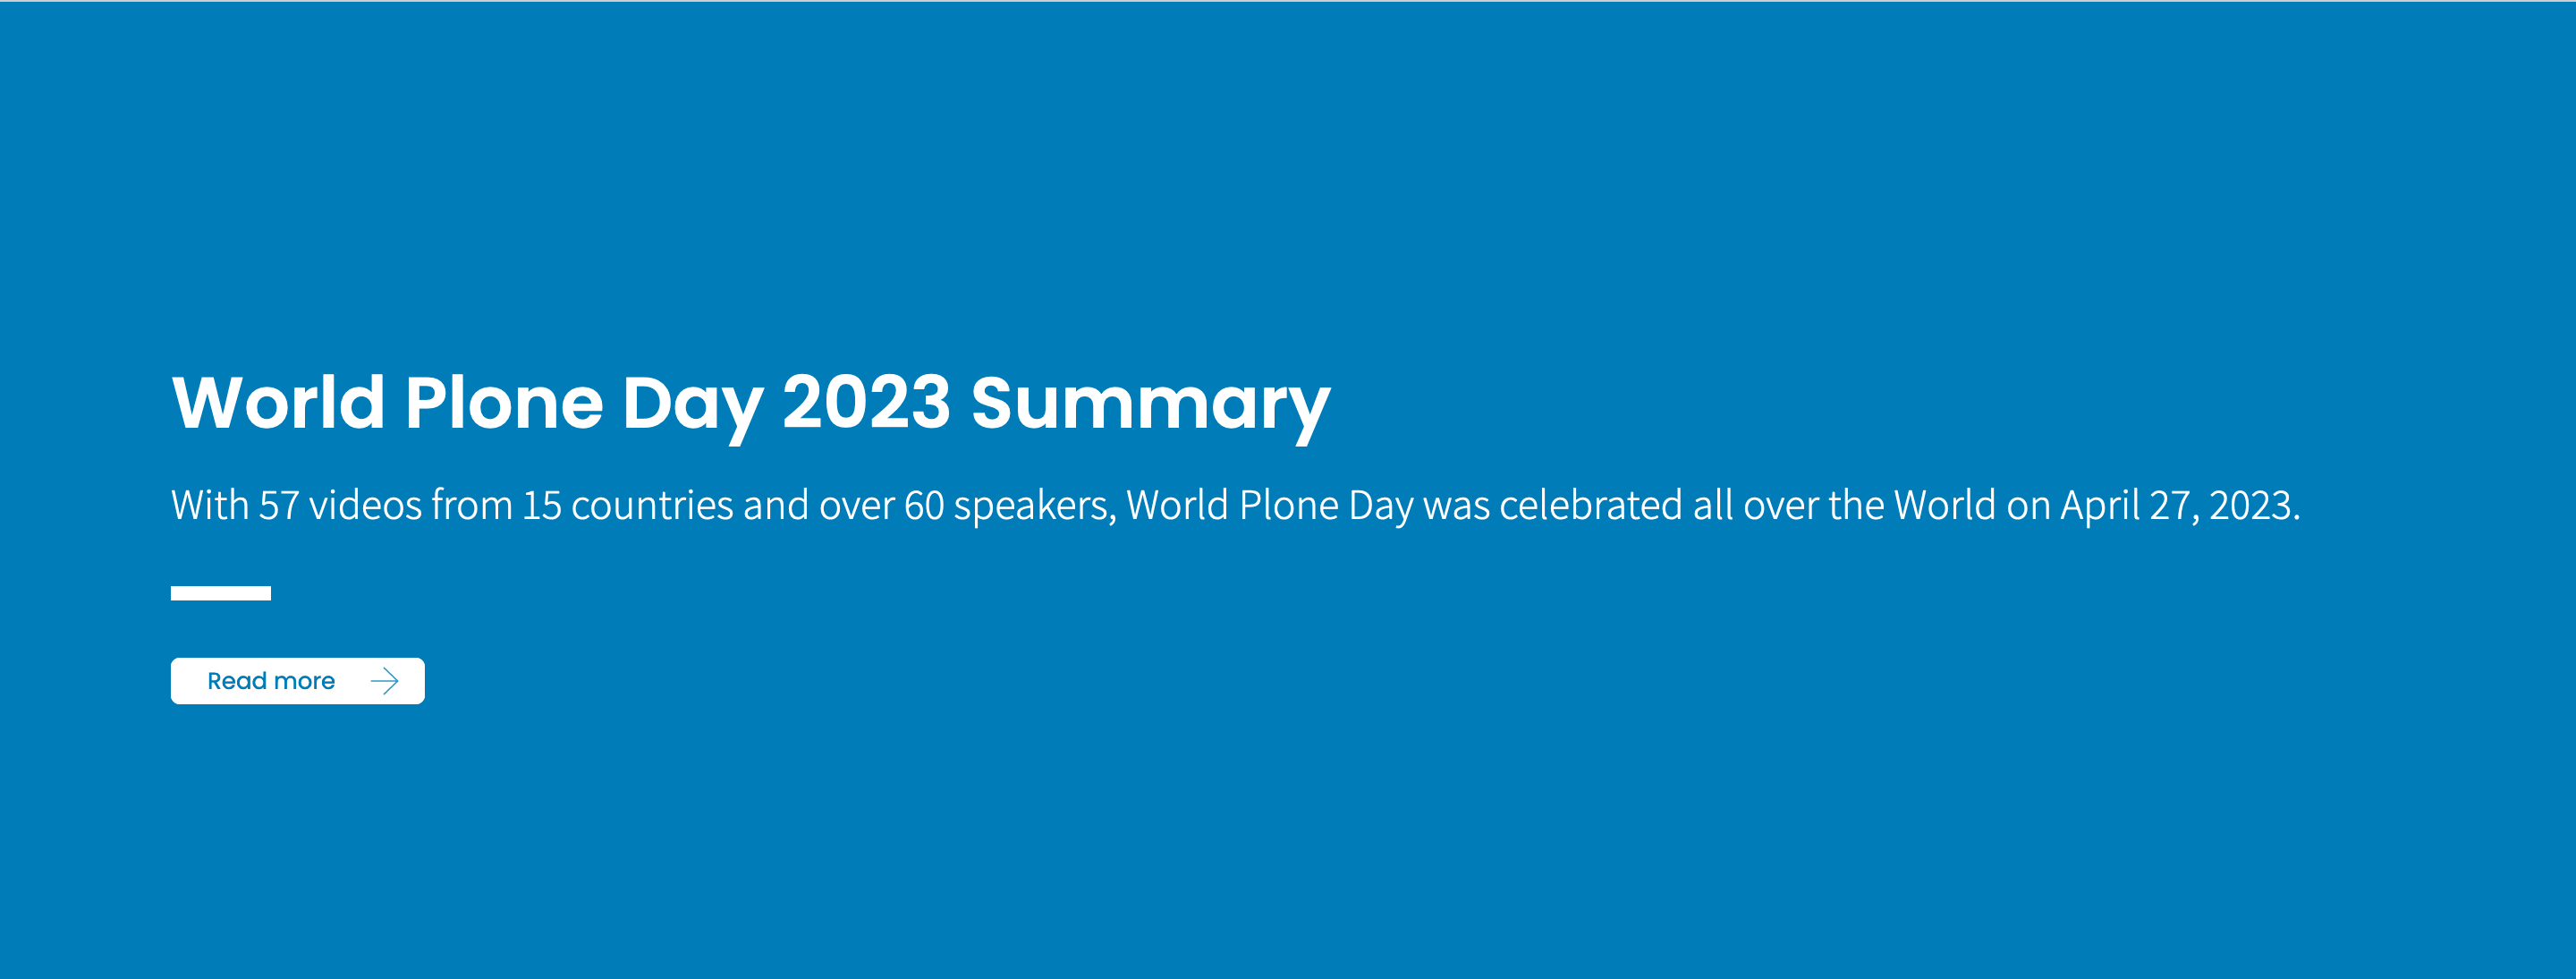 World Plone Day 2023 Summary
With 57 videos from 15 countries and over 60 speakers, World Plone Day was celebrated all over the World on April 27, 2023.
Read more